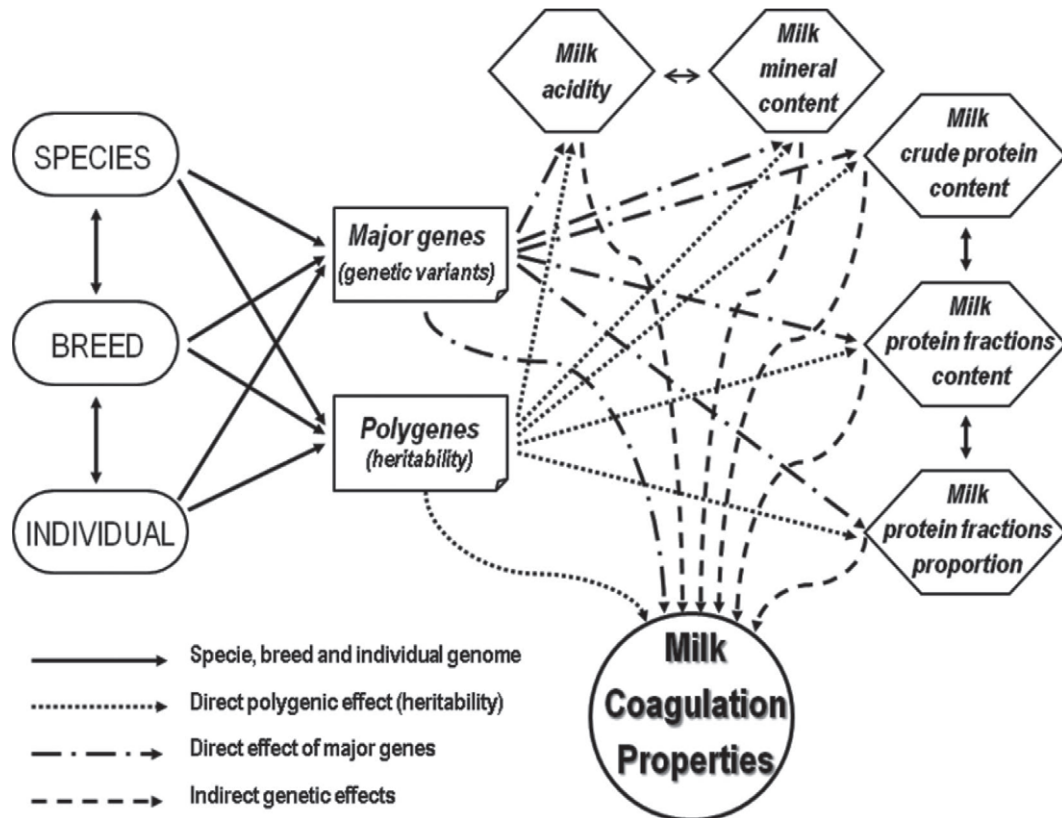 Milk
acidity
Milk
mineral
content
SPECIES
Milk
crude protein
content
Major genes
(genetic variants)
BREED
Milk
protein fractions
content
Polygenes
(heritability)
INDIVIDUAL
Milk
protein fractions
proportion
Milk
Coagulation
Properties
Specie, breed and individual genome
Direct polygenic effect (heritability)
Direct effect of major genes
Indirect genetic effects